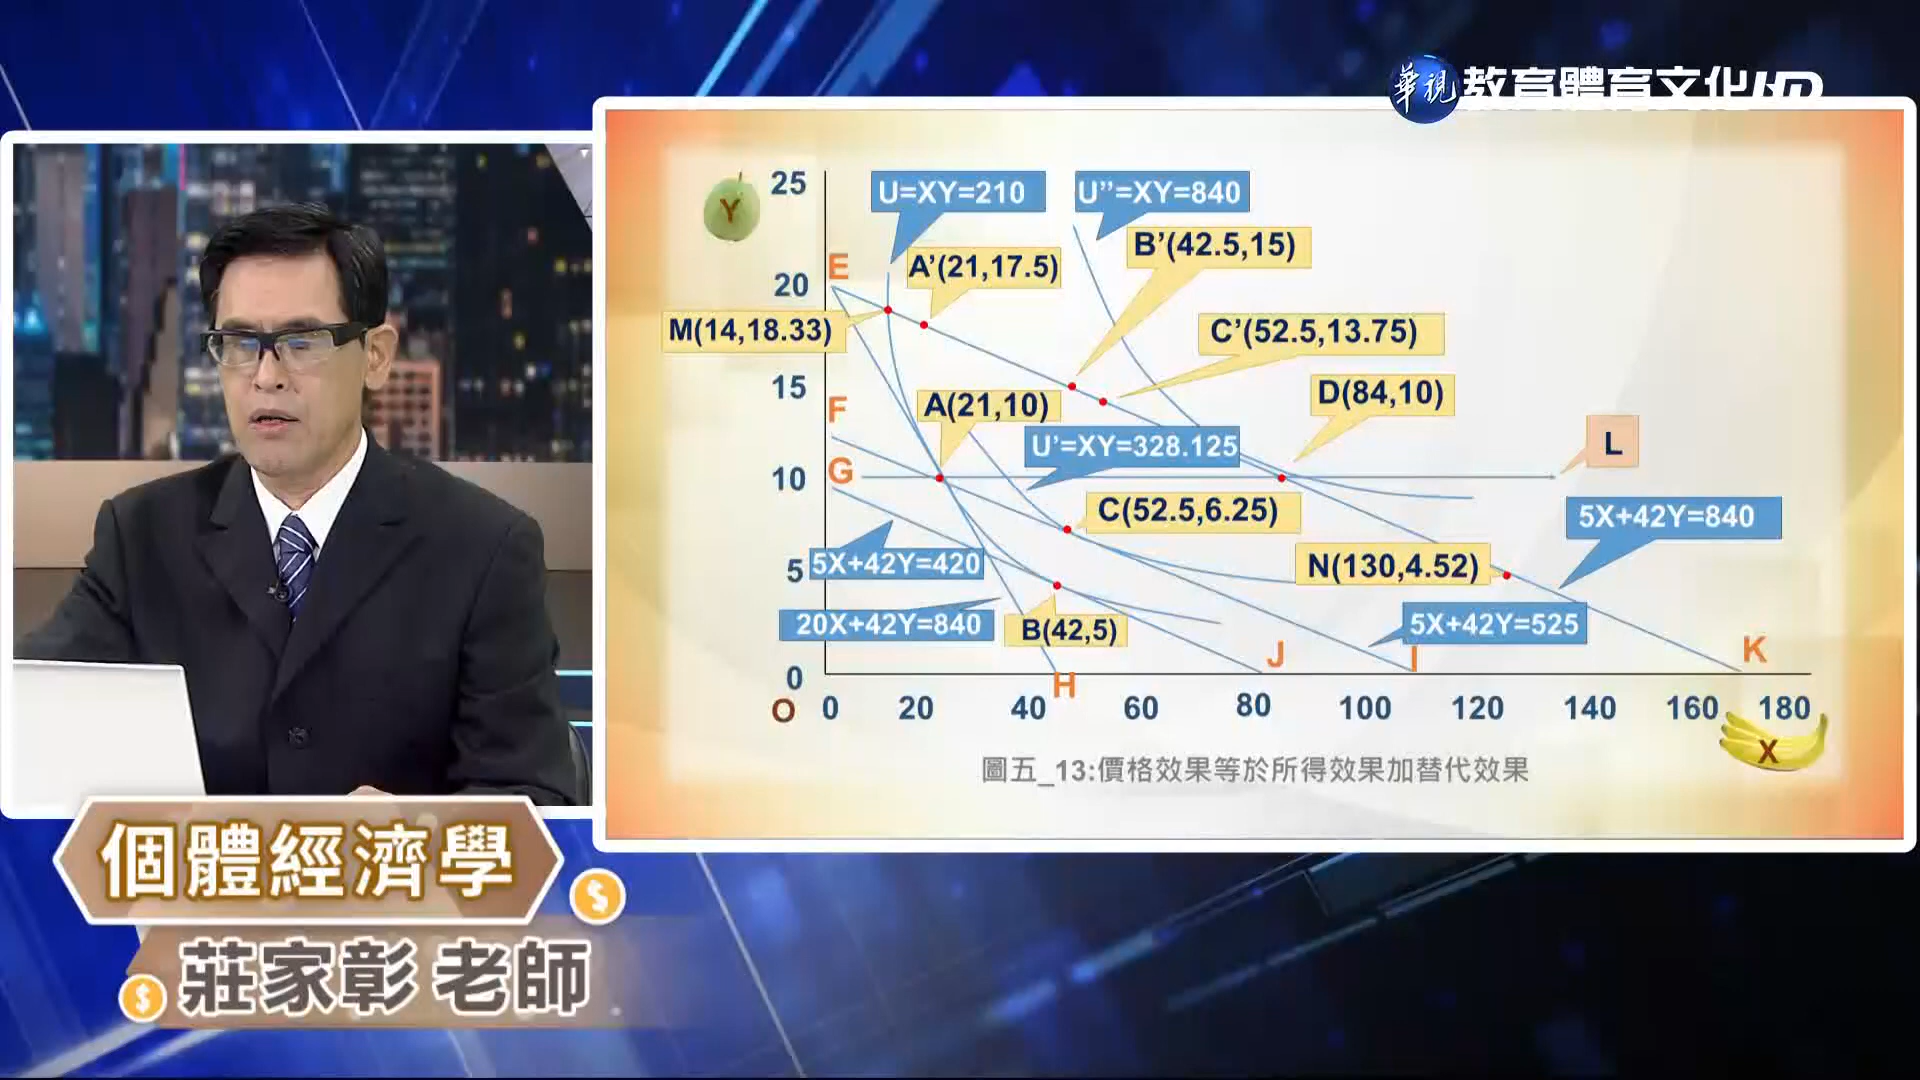 華視 教育體育文化HD
25
Y
U=XY=210
U”=XY=840
B’(42.5,15)
E
A’(21,17.5)
20
M(14,18.33)
C’(52.5,13.75)
15
F
A(21,10)
D(84,10)
U’=XY=328.125
L
10
G
C(52.5,6.25)
5X+42Y=840
5
5X+42Y=420
N(130,4.52)
20X+42Y=840
B(42,5)
5X+42Y=525
J
I
K
0
H
O
0 20 40 60 80 100 120 140 160 180
X
圖五_13:價格效果等於所得效果加替代效果
個體經濟學
$
莊家彰 老師
$